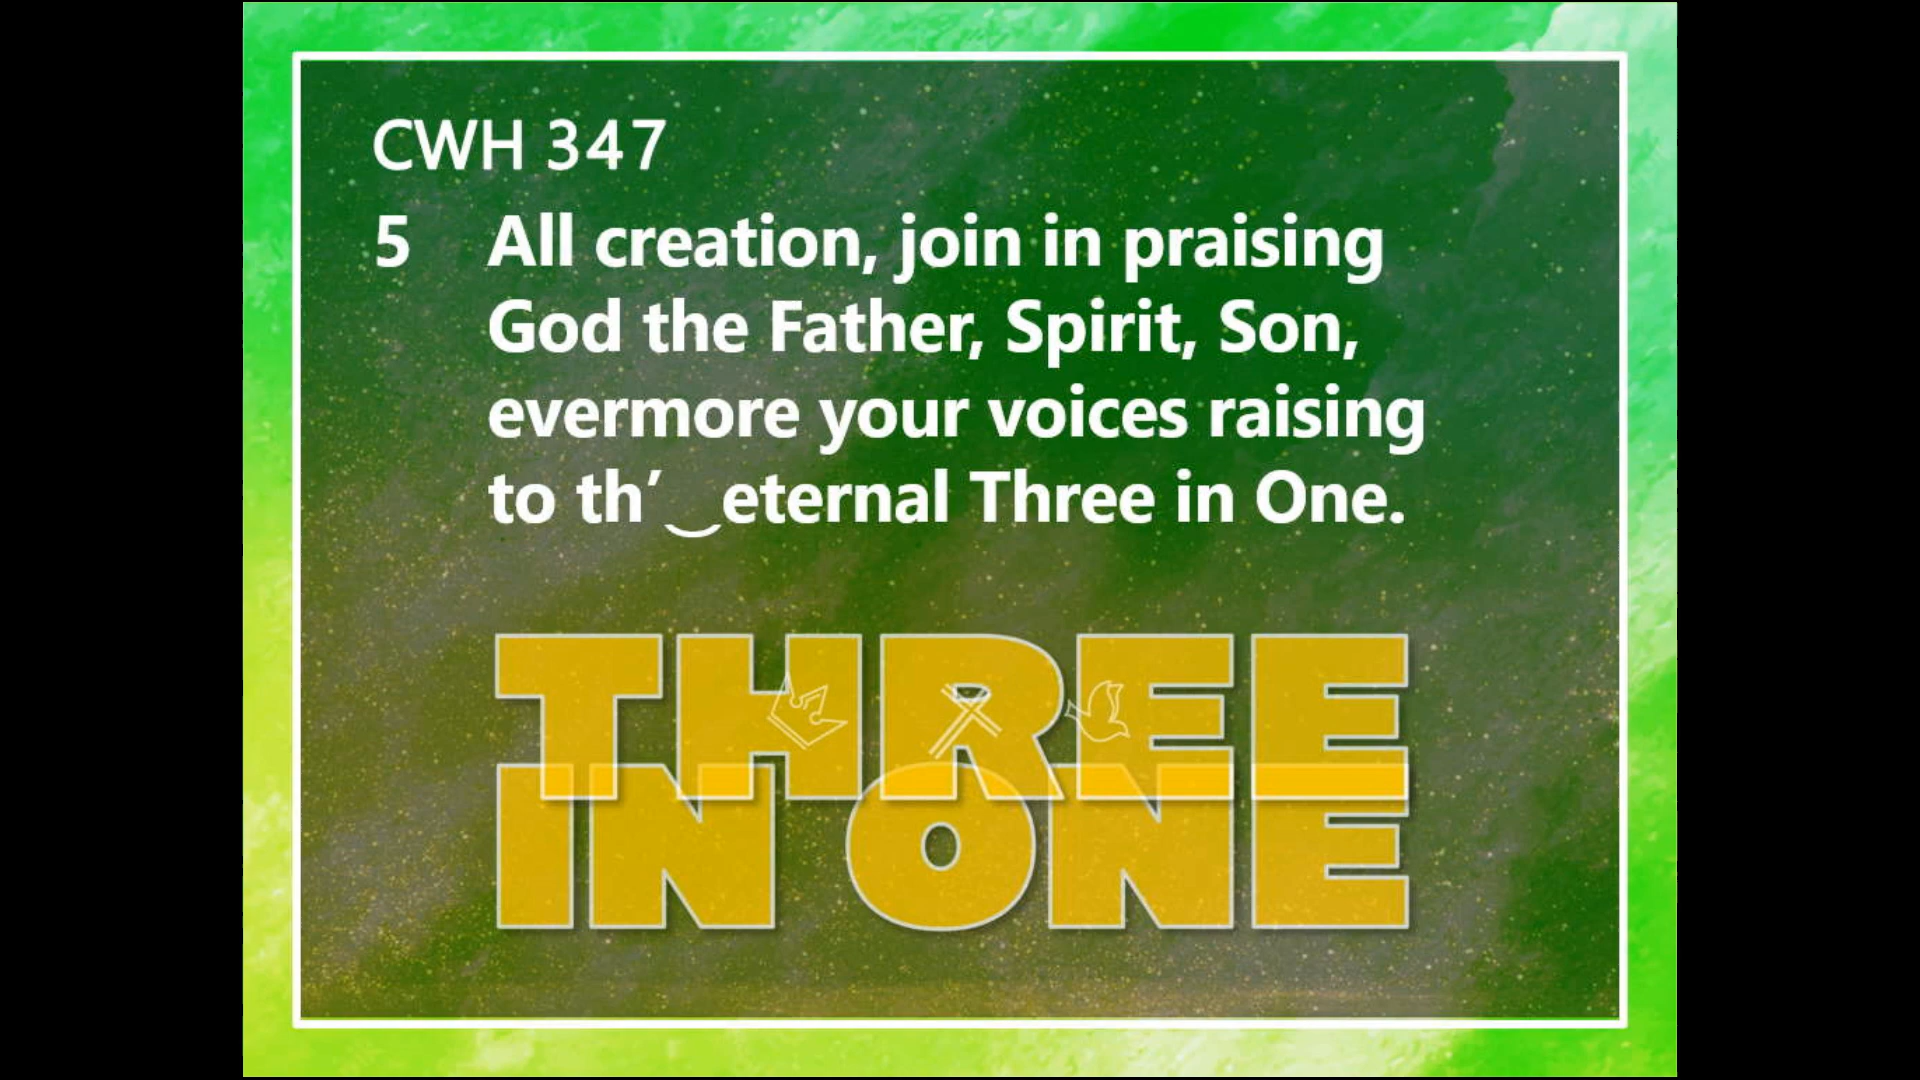 CWH 347
5 All creation, join in praising
God the Father, Spirit, Son,
evermore your voices raising
to th’ ‿eternal Three in One.
THREE
IN ONE